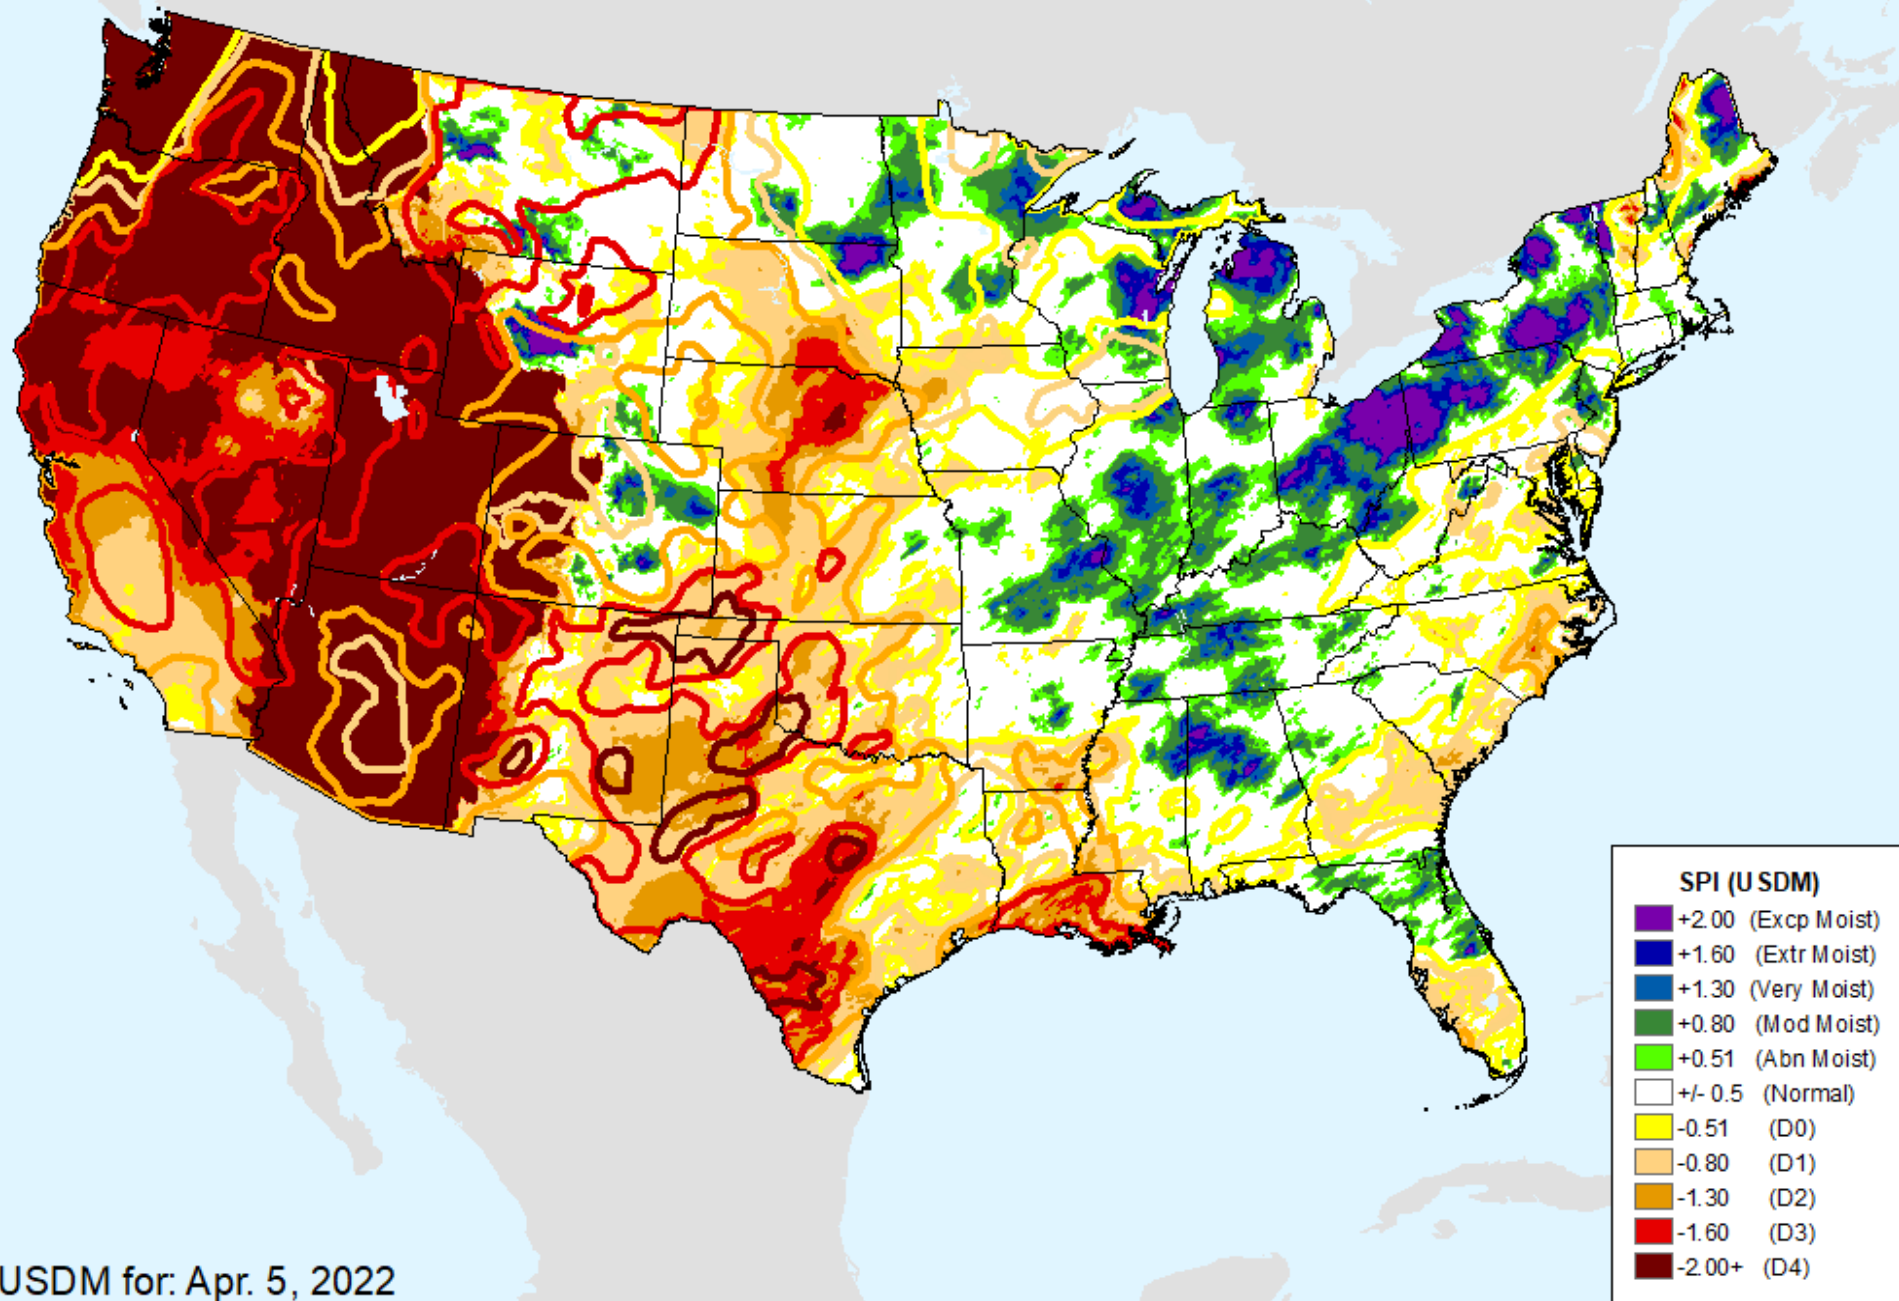 SPI (USDM)
+2.00 (Excp Moist)
+1.60 (Extr Moist)
+1.30 (Very Moist)
+0.80 (Mod Moist)
+0.51 (Abn Moist)
+/- 0.5 (Normal)
-0.51 (D0)
-0.80 (D1)
-1.30 (D2)
-1.60 (D3)
-2.00+ (D4)
USDM for: Apr. 5, 2022